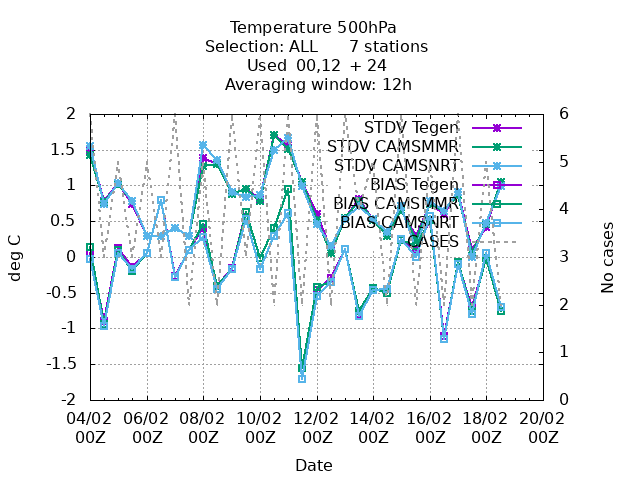 Temperature 500hPa
Selection: ALL 7 stations
Used 00,12 + 24
Averaging window: 12h
2
1.5
1
0.5
0
-0.5
-1
-1.5
-2
deg C
6
5
4
3
2
1
0
No cases
STDV Tegen
STDV CAMSMMR
STDV CAMSNRT
BIAS Tegen
BIAS CAMSMMR
BIAS CAMSNRT
CASES
04/02 06/02 08/02 10/02 12/02 14/02 16/02 18/02 20/02
00Z 00Z 00Z 00Z 00Z 00Z 00Z 00Z 00Z
Date